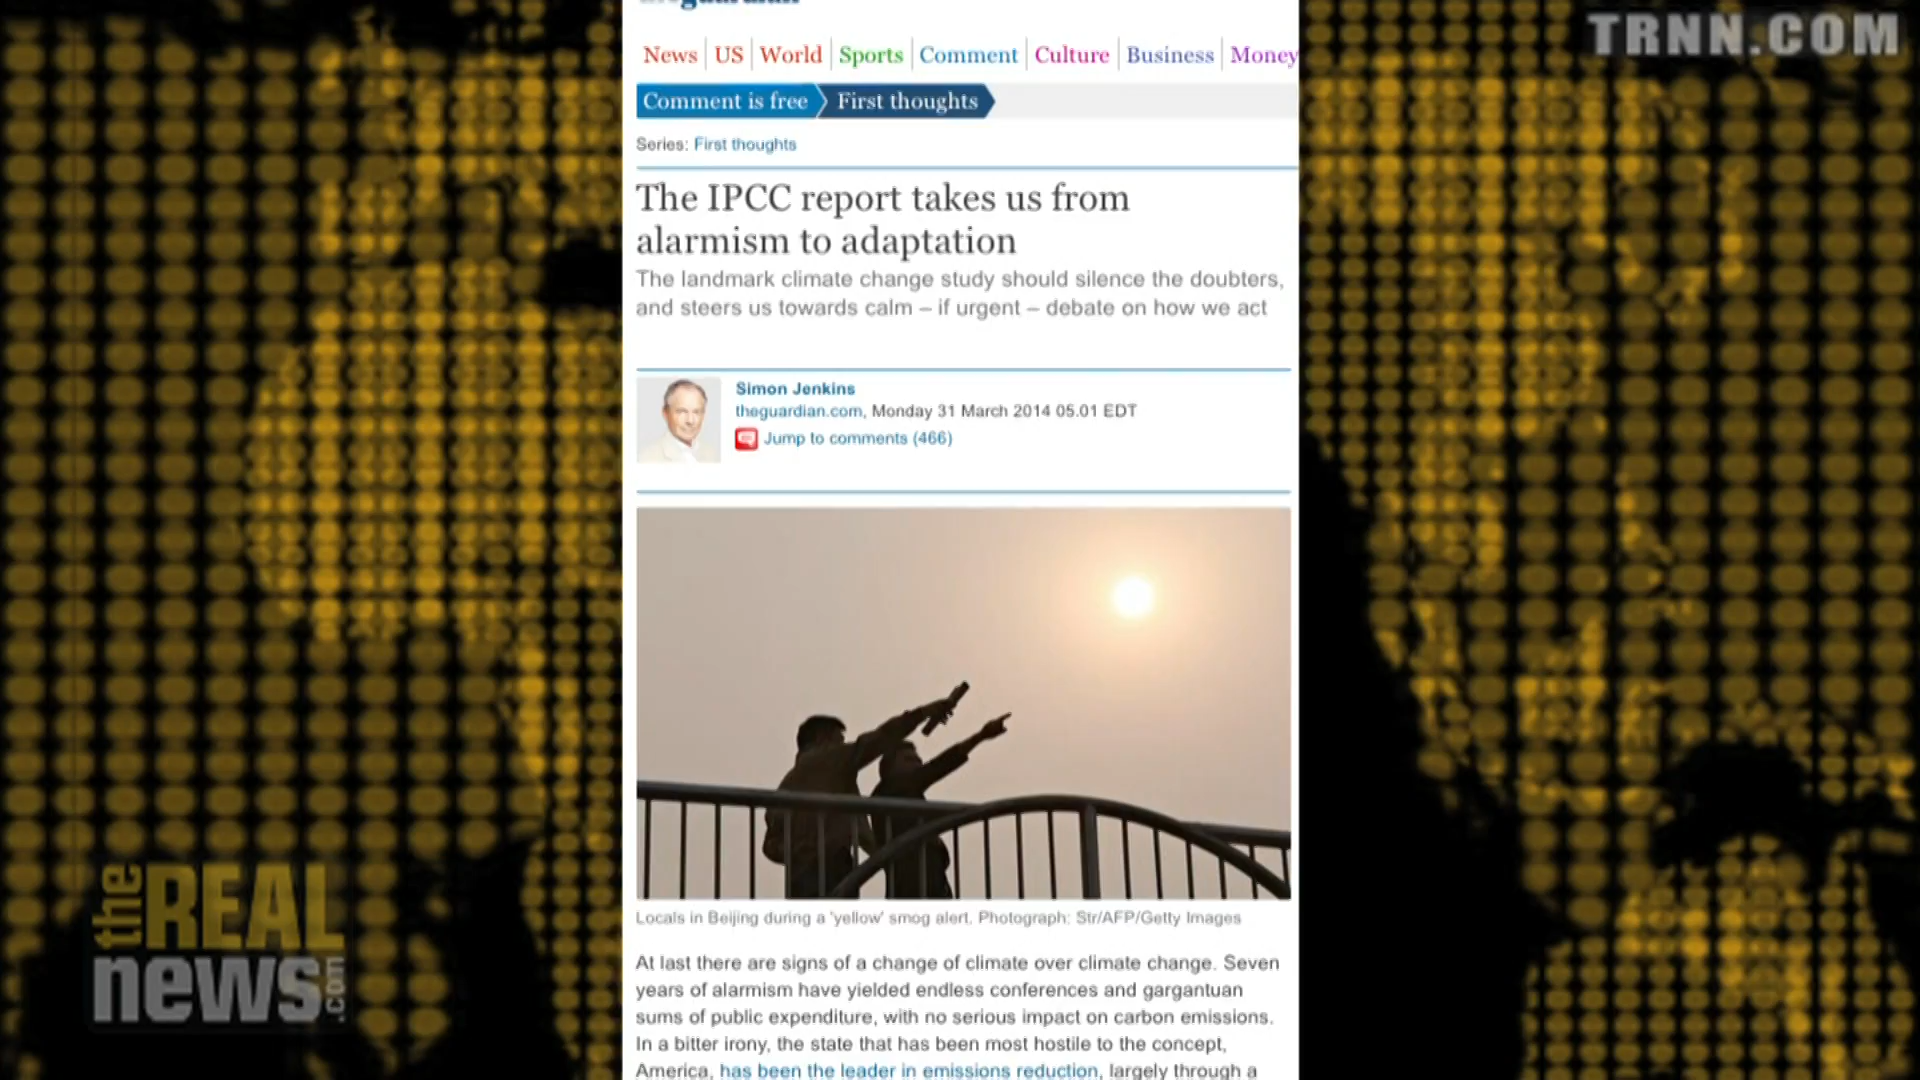 TRNN.COM
theguardian
News US World Sports Comment Culture Business Money
Comment is free First thoughts
Series: First thoughts
The IPCC report takes us from
alarmism to adaptation
The landmark climate change study should silence the doubters,
and steers us towards calm – if urgent – debate on how we act
Simon Jenkins
theguardian.com, Monday 31 March 2014 05.01 EDT
Jump to comments (466)
Locals in Beijing during a 'yellow' smog alert. Photograph: Str/AFP/Getty Images
At last there are signs of a change of climate over climate change. Seven
years of alarmism have yielded endless conferences and gargantuan
sums of public expenditure, with no serious impact on carbon emissions.
In a bitter irony, the state that has been most hostile to the concept,
America, has been the leader in emissions reduction, largely through a
the REAL
news.com